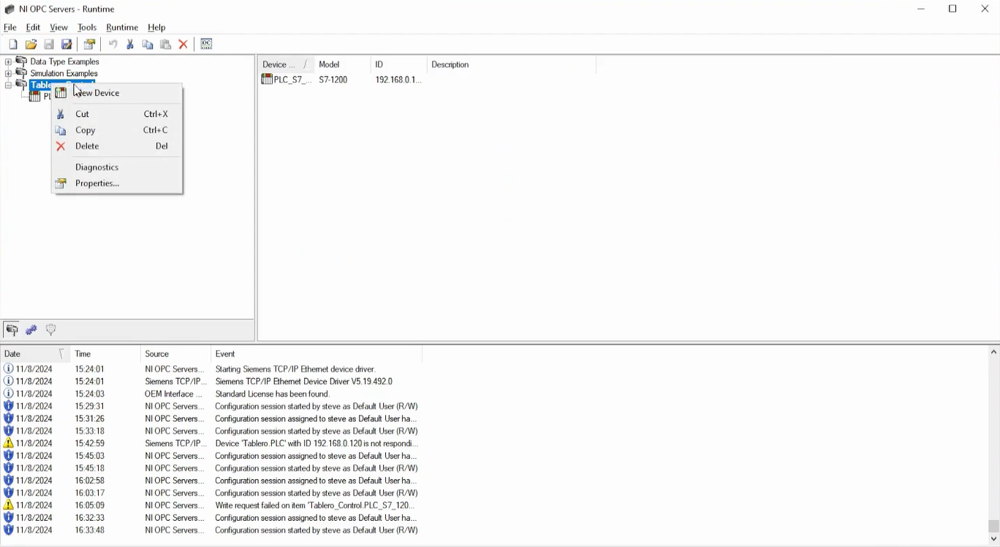 NI OPC Servers - Runtime
File Edit View Tools Runtime Help
Data Type Examples
Simulation Examples
New Device
Cut Ctrl+X
Copy Ctrl+C
Delete Del
Diagnostics
Properties...
Device ... Model ID Description
PLC_S7_... S7-1200 192.168.0.1...
Date Time Source Event
11/8/2024 15:24:01 NI OPC Servers... Starting Siemens TCP/IP Ethernet device driver.
11/8/2024 15:24:01 Siemens TCP/IP... Siemens TCP/IP Ethernet Device Driver V5.19.492.0
11/8/2024 15:24:03 OEM Interface ... Standard License has been found.
11/8/2024 15:29:31 NI OPC Servers... Configuration session started by steve as Default User (R/W)
11/8/2024 15:31:26 NI OPC Servers... Configuration session assigned to steve as Default User ha...
11/8/2024 15:33:18 NI OPC Servers... Configuration session started by steve as Default User (R/W)
11/8/2024 15:42:59 Siemens TCP/IP... Device 'Tablero.PLC' with ID 192.168.0.120 is not respondi...
11/8/2024 15:45:03 NI OPC Servers... Configuration session assigned to steve as Default User ha...
11/8/2024 15:45:18 NI OPC Servers... Configuration session started by steve as Default User (R/W)
11/8/2024 16:02:58 NI OPC Servers... Configuration session assigned to steve as Default User ha...
11/8/2024 16:03:17 NI OPC Servers... Configuration session started by steve as Default User (R/W)
11/8/2024 16:05:09 NI OPC Servers... Write request failed on item 'Tablero_Control.PLC_S7_120...
11/8/2024 16:32:33 NI OPC Servers... Configuration session assigned to steve as Default User ha...
11/8/2024 16:33:48 NI OPC Servers... Configuration session started by steve as Default User (R/W)